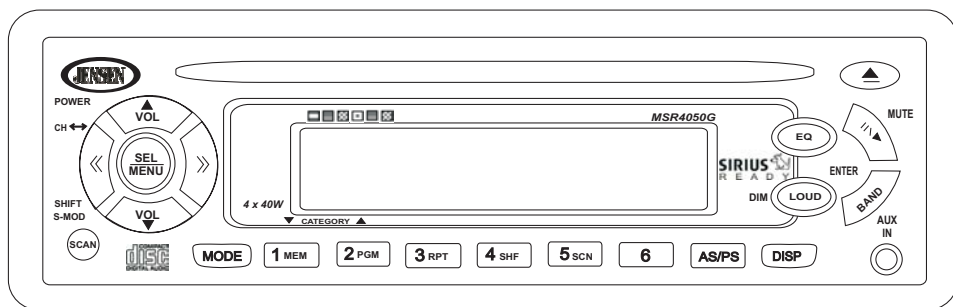 JENSEN
POWER
VOL
CH
MUTE
MSR4050G
EQ
SEL
MENU
SIRIUS
READY
ENTER
SHIFT
S-MOD
VOL
4 x 40W
DIM
LOUD
BAND
CATEGORY
AUX
IN
SCAN
COMPACT
disc
DIGITAL AUDIO
MODE
1 MEM
2 PGM
3 RPT
4 SHF
5 SCN
6
AS/PS
DISP